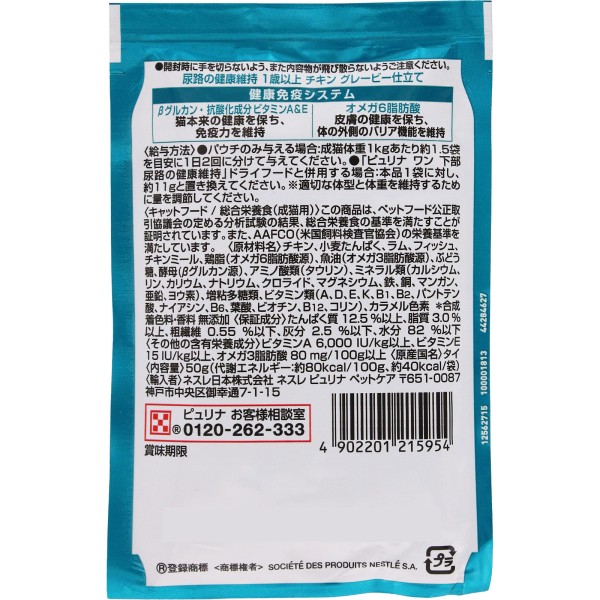 ●開封時に手を切らないよう、また内容物が飛び散らないようご注意ください。
尿路の健康維持 1歳以上 チキン グレービー仕立て
健康免疫システム
βグルカン・抗酸化成分ビタミンA&E
猫本来の健康を保ち、
免疫力を維持
オメガ6脂肪酸
皮膚の健康を保ち、
体の外側のバリア機能を維持
〈給与方法〉●パウチのみ与える場合:成猫体重1kgあたり約1.5袋
を目安に1日2回に分けて与えてください。●「ピュリナ ワン 下部
尿路の健康維持」ドライフードと併用する場合:本品1袋に対し、
約11gと置き換えてください。※適切な体型と体重を維持するため
に量を調節してください。
〈キャットフード / 総合栄養食(成猫用)〉この商品は、ペットフード公正取
引協議会の定める分析試験の結果、総合栄養食の基準を満たすことが
証明されています。また、AAFCO(米国飼料検査官協会)の栄養基準を
満たしています。〈原材料名〉チキン、小麦たんぱく、ラム、フィッシュ、
チキンミール、鶏脂(オメガ6脂肪酸源)、魚油(オメガ3脂肪酸源)、ぶどう
糖、酵母(βグルカン源)、アミノ酸類(タウリン)、ミネラル類(カルシウム、
リン、カリウム、ナトリウム、クロライド、マグネシウム、鉄、銅、マンガン、
亜鉛、ヨウ素)、増粘多糖類、ビタミン類(A、D、E、K、B1、B2、パントテン
酸、ナイアシン、B6、葉酸、ビオチン、B12、コリン)、カラメル色素 *合成
着色料・香料 無添加 〈保証成分〉たんぱく質 12.5%以上、脂質3.0%
以上、粗繊維 0.55 %以下、灰分 2.5 %以下、水分 82 %以下
〈その他の含有栄養成分〉ビタミンA 6,000 IU/kg以上、ビタミンE
15 IU/kg以上、オメガ3脂肪酸 80 mg/100g以上 〈原産国名〉タイ
〈内容量〉50g(代謝エネルギー:約80kcal/100g、約40kcal/袋)
〈輸入者〉ネスレ日本株式会社 ネスレ ピュリナ ペットケア 〒651-0087
神戸市中央区御幸通7-1-15
ピュリナ お客様相談室
0120-262-333
賞味期限
4 902201 215954
12562715 100001813 44284627
®登録商標 〈商標権者〉 SOCIÉTÉ DES PRODUITS NESTLÉ S.A.
プラ